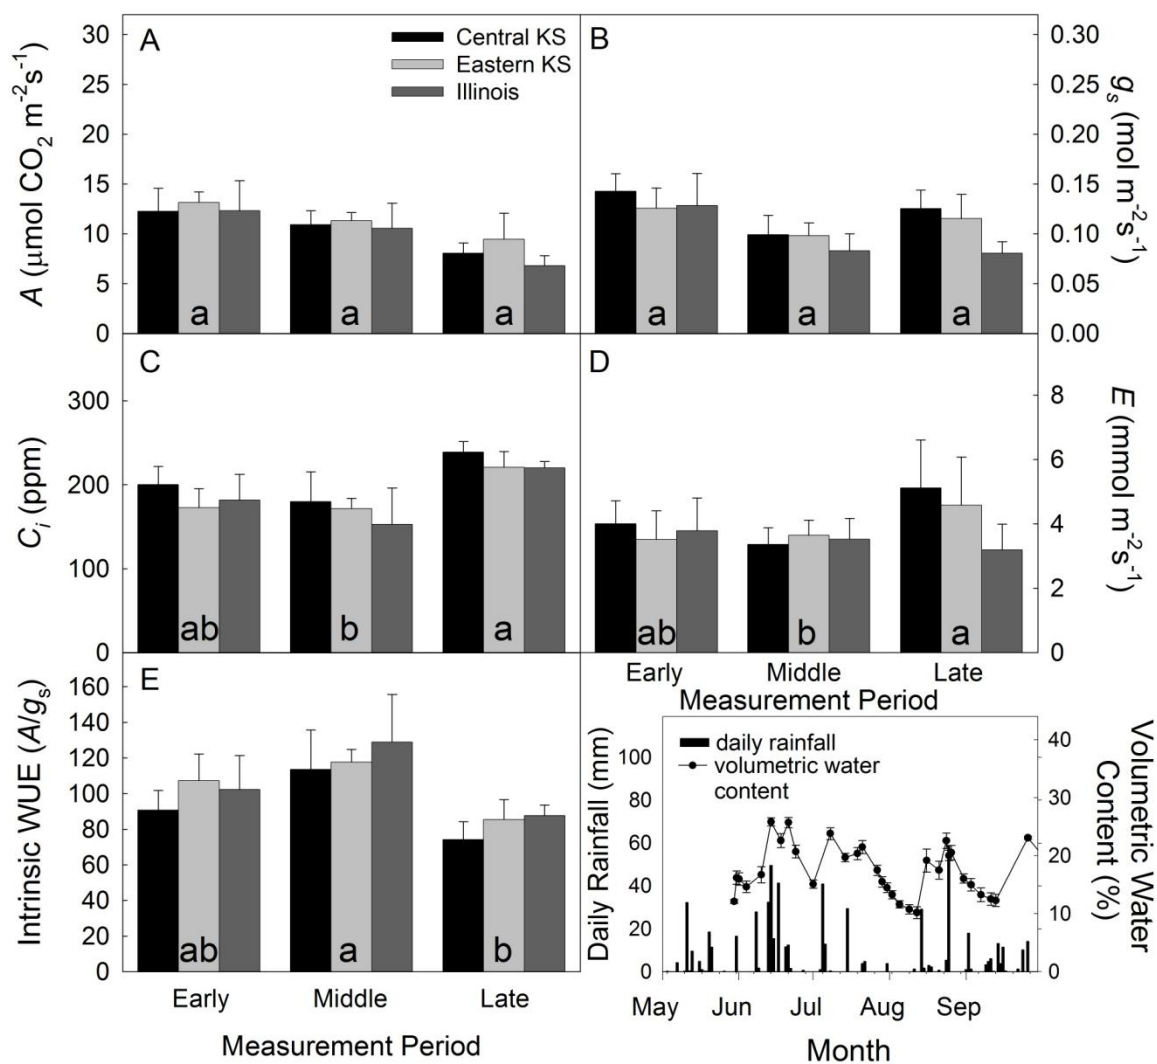 A
Central KS
Eastern KS
Illinois
30
25
20
15
10
5
0
A (μmol CO2 m-2s-1)
a a a
B
0.30
0.25
0.20
0.15
0.10
0.05
0.00
gs (mol m-2s-1)
a a a
C
300
200
100
0
Ci (ppm)
ab b a
D
8
6
4
2
0
E (mmol m-2s-1)
ab b a
Early Middle Late
Measurement Period
E
160
140
120
100
80
60
40
20
0
Intrinsic WUE (A/gs)
ab a b
Early Middle Late
Measurement Period
daily rainfall
volumetric water
content
100
80
60
40
20
0
Daily Rainfall (mm)
40
30
20
10
0
Volumetric Water
Content (%)
May Jun Jul Aug Sep
Month